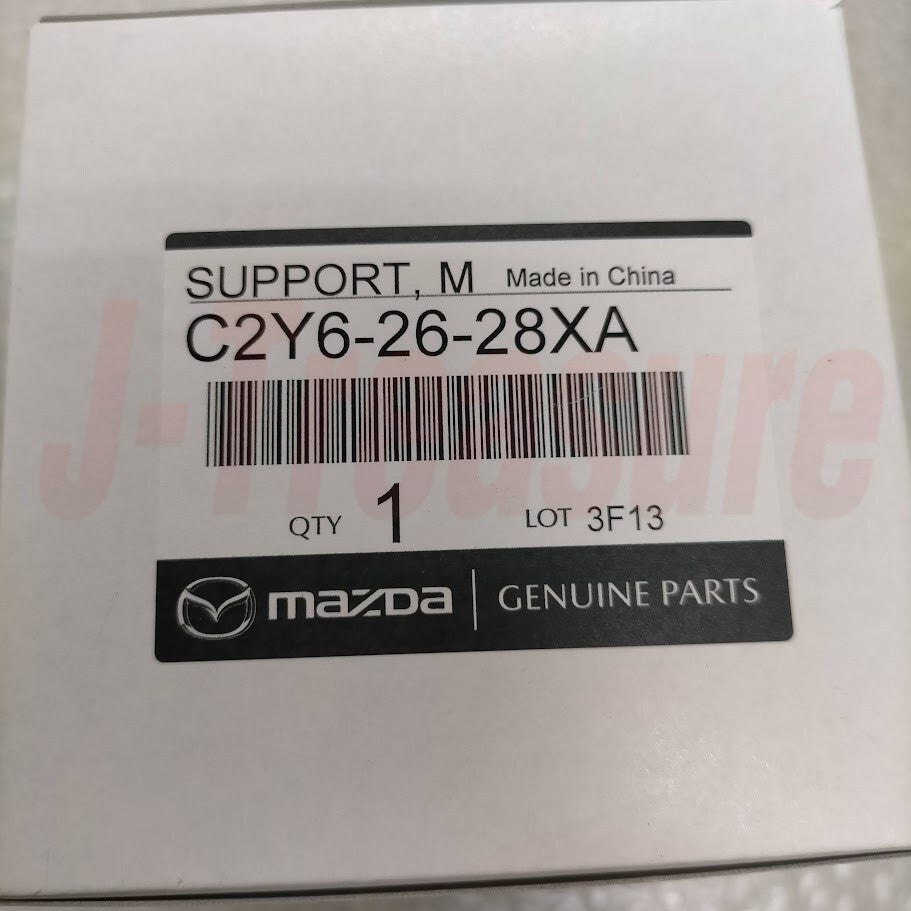 SUPPORT, M Made in China
C2Y6-26-28XA
J-Treasure
QTY 1 LOT 3F13
mazda GENUINE PARTS